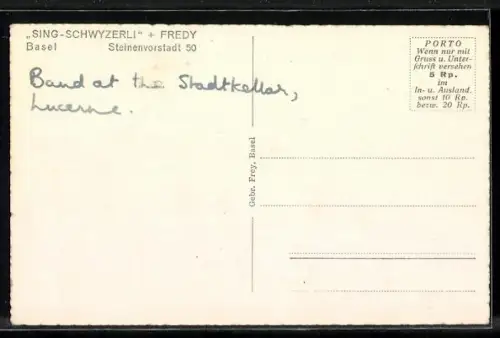 „SING-SCHWYZERLI" + FREDY
Basel Steinenvorstadt 50
Band at the Stadtkeller,
Lucerne.
PORTO
Wenn nur mit
Gruss u. Unter-
schrift versehen
5 Rp.
im
In- u. Ausland.
sonst 10 Rp.
bezw. 20 Rp.
Gebr. Frey, Basel